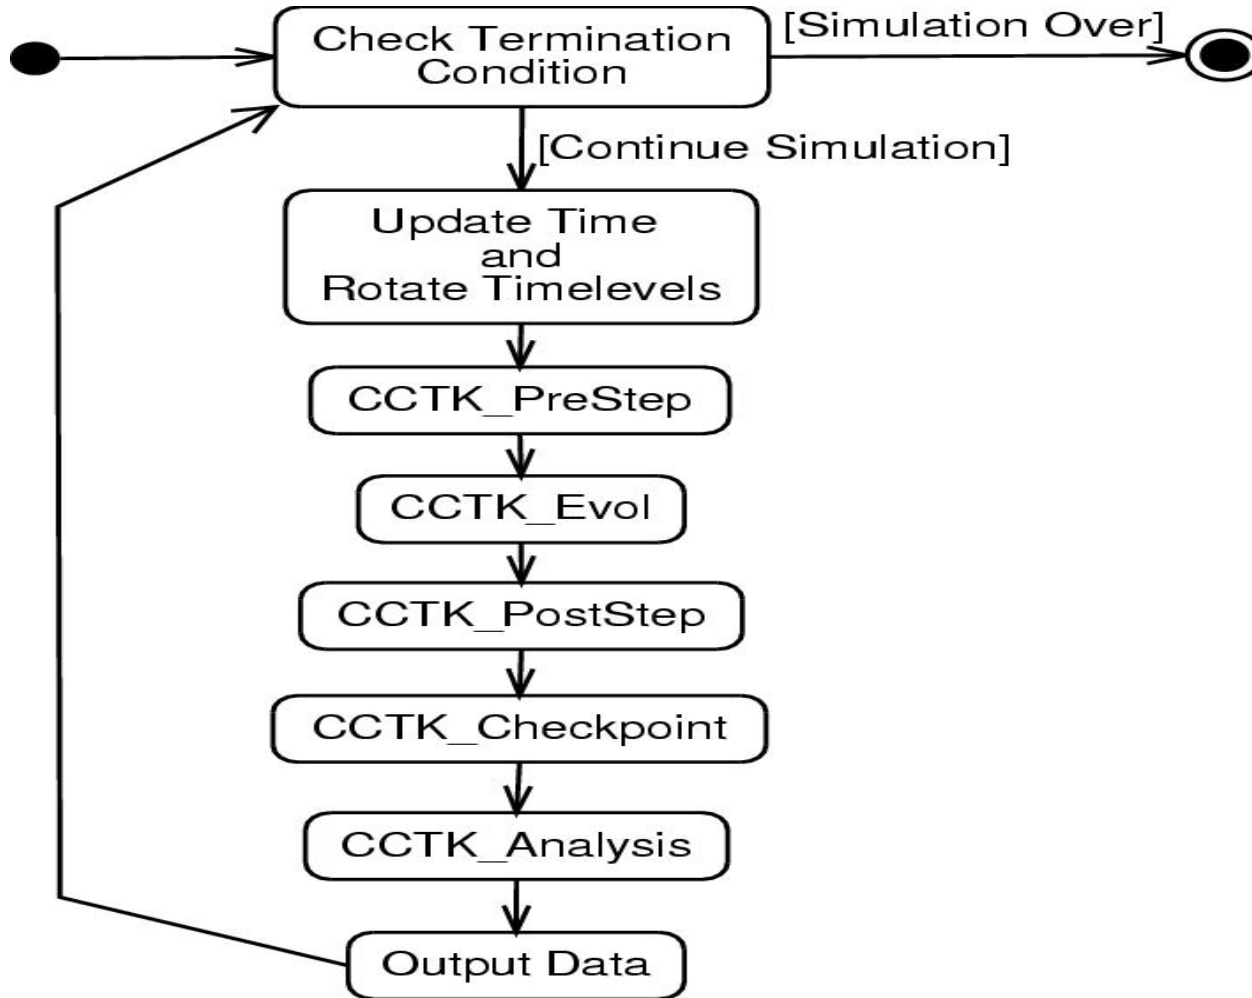 Check Termination
Condition
[Simulation Over]
[Continue Simulation]
Update Time
and
Rotate Timelevels
CCTK_PreStep
CCTK_Evol
CCTK_PostStep
CCTK_Checkpoint
CCTK_Analysis
Output Data